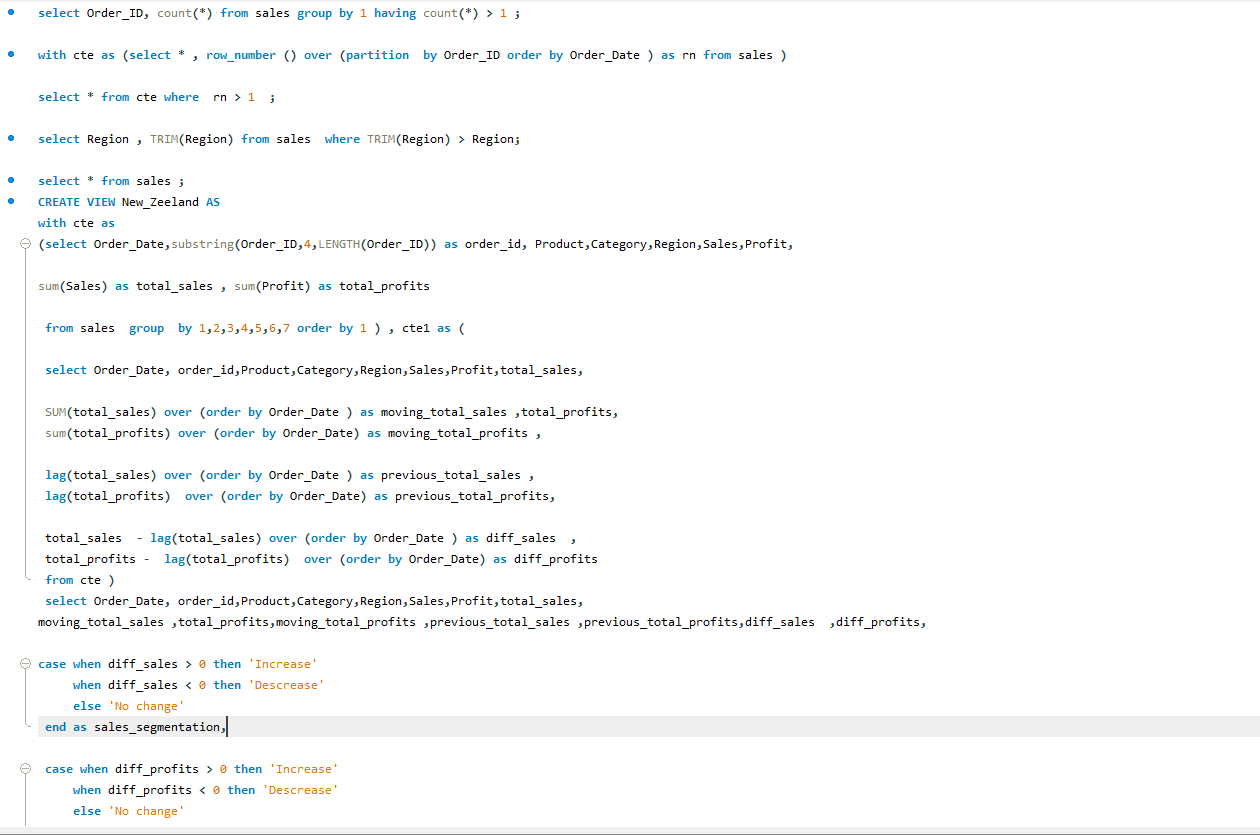 select Order_ID, count(*) from sales group by 1 having count(*) > 1 ;
with cte as (select * , row_number () over (partition  by Order_ID order by Order_Date ) as rn from sales )
select * from cte where  rn > 1  ;
select Region , TRIM(Region) from sales  where TRIM(Region) > Region;
select * from sales ;
CREATE VIEW New_Zeeland AS
with cte as
(select Order_Date,substring(Order_ID,4,LENGTH(Order_ID)) as order_id, Product,Category,Region,Sales,Profit,
sum(Sales) as total_sales , sum(Profit) as total_profits
from sales  group  by 1,2,3,4,5,6,7 order by 1 ) , cte1 as (
select Order_Date, order_id,Product,Category,Region,Sales,Profit,total_sales,
SUM(total_sales) over (order by Order_Date ) as moving_total_sales ,total_profits,
sum(total_profits) over (order by Order_Date) as moving_total_profits ,
lag(total_sales) over (order by Order_Date ) as previous_total_sales ,
lag(total_profits)  over (order by Order_Date) as previous_total_profits,
total_sales  - lag(total_sales) over (order by Order_Date ) as diff_sales  ,
total_profits -  lag(total_profits)  over (order by Order_Date) as diff_profits
from cte )
select Order_Date, order_id,Product,Category,Region,Sales,Profit,total_sales,
moving_total_sales ,total_profits,moving_total_profits ,previous_total_sales ,previous_total_profits,diff_sales  ,diff_profits,
case when diff_sales > 0 then 'Increase'
when diff_sales < 0 then 'Descrease'
else 'No change'
end as sales_segmentation,
case when diff_profits > 0 then 'Increase'
when diff_profits < 0 then 'Descrease'
else 'No change'